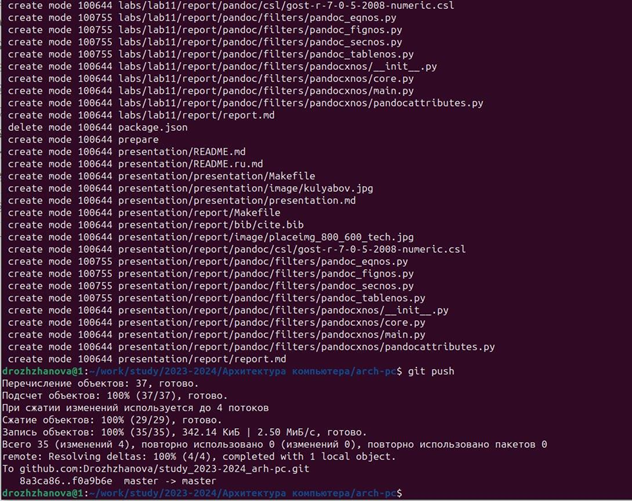 create mode 100644 labs/lab11/report/pandoc/csl/gost-r-7-0-5-2008-numeric.csl
create mode 100755 labs/lab11/report/pandoc/filters/pandoc_eqnos.py
create mode 100755 labs/lab11/report/pandoc/filters/pandoc_fignos.py
create mode 100755 labs/lab11/report/pandoc/filters/pandoc_secnos.py
create mode 100755 labs/lab11/report/pandoc/filters/pandoc_tablenos.py
create mode 100644 labs/lab11/report/pandoc/filters/pandocxnos/__init__.py
create mode 100644 labs/lab11/report/pandoc/filters/pandocxnos/core.py
create mode 100644 labs/lab11/report/pandoc/filters/pandocxnos/main.py
create mode 100644 labs/lab11/report/pandoc/filters/pandocxnos/pandocattributes.py
create mode 100644 labs/lab11/report/report.md
delete mode 100644 package.json
create mode 100644 prepare
create mode 100644 presentation/README.md
create mode 100644 presentation/README.ru.md
create mode 100644 presentation/presentation/Makefile
create mode 100644 presentation/presentation/image/kulyabov.jpg
create mode 100644 presentation/presentation/presentation.md
create mode 100644 presentation/report/Makefile
create mode 100644 presentation/report/bib/cite.bib
create mode 100644 presentation/report/image/placeimg_800_600_tech.jpg
create mode 100644 presentation/report/pandoc/csl/gost-r-7-0-5-2008-numeric.csl
create mode 100755 presentation/report/pandoc/filters/pandoc_eqnos.py
create mode 100755 presentation/report/pandoc/filters/pandoc_fignos.py
create mode 100755 presentation/report/pandoc/filters/pandoc_secnos.py
create mode 100755 presentation/report/pandoc/filters/pandoc_tablenos.py
create mode 100644 presentation/report/pandoc/filters/pandocxnos/__init__.py
create mode 100644 presentation/report/pandoc/filters/pandocxnos/core.py
create mode 100644 presentation/report/pandoc/filters/pandocxnos/main.py
create mode 100644 presentation/report/pandoc/filters/pandocxnos/pandocattributes.py
create mode 100644 presentation/report/report.md
drozhzhanova@1:~/work/study/2023-2024/Архитектура компьютера/arch-pc$ git push
Перечисление объектов: 37, готово.
Подсчет объектов: 100% (37/37), готово.
При сжатии изменений используется до 4 потоков
Сжатие объектов: 100% (29/29), готово.
Запись объектов: 100% (35/35), 342.14 КиБ | 2.50 МиБ/с, готово.
Всего 35 (изменений 4), повторно использовано 0 (изменений 0), повторно использовано пакетов 0
remote: Resolving deltas: 100% (4/4), completed with 1 local object.
To github.com:Drozhzhanova/study_2023-2024_arh-pc.git
8a3ca86..f0a9b6e master -> master
drozhzhanova@1:~/work/study/2023-2024/Архитектура компьютера/arch-pc$